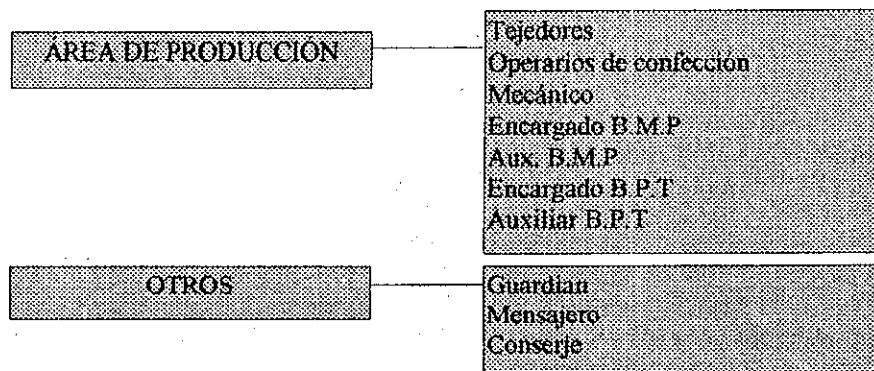 ÁREA DE PRODUCCIÓN
Tejedores
Operarios de confección
Mecánico
Encargado B.M.P
Aux. B.M.P
Encargado B.P.T
Auxiliar B.P.T
OTROS
Guardian
Mensajero
Conserje